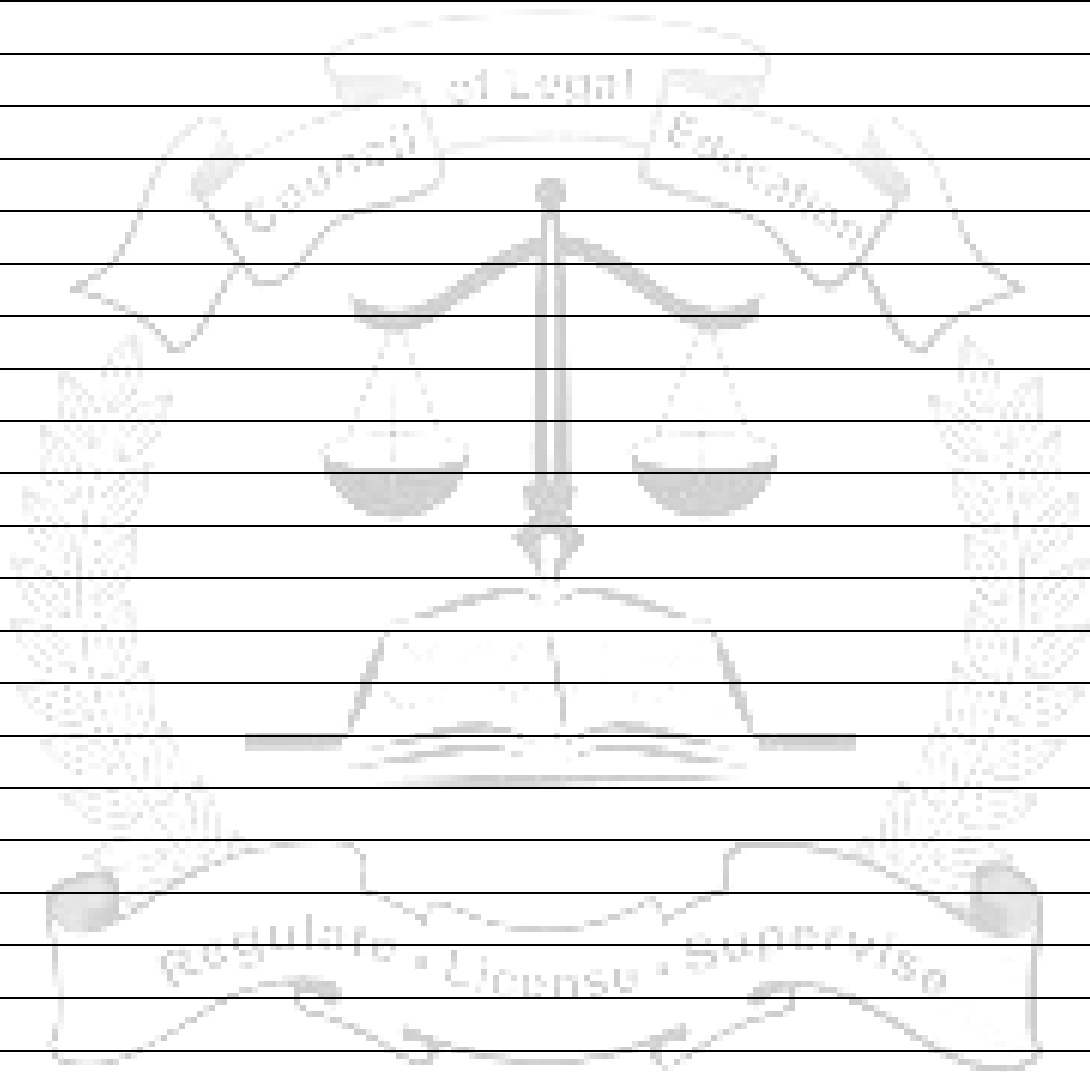 Council of Legal Education
Regulate • License • Supervise